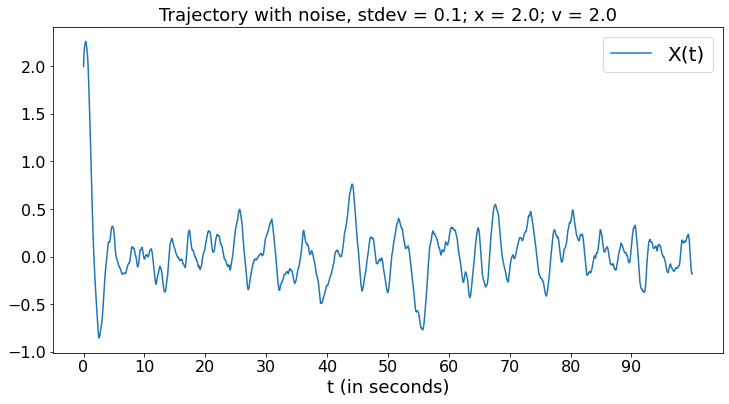 Trajectory with noise, stdev = 0.1; x = 2.0; v = 2.0
X(t)
2.0
1.5
1.0
0.5
0.0
−0.5
−1.0
0 10 20 30 40 50 60 70 80 90
t (in seconds)